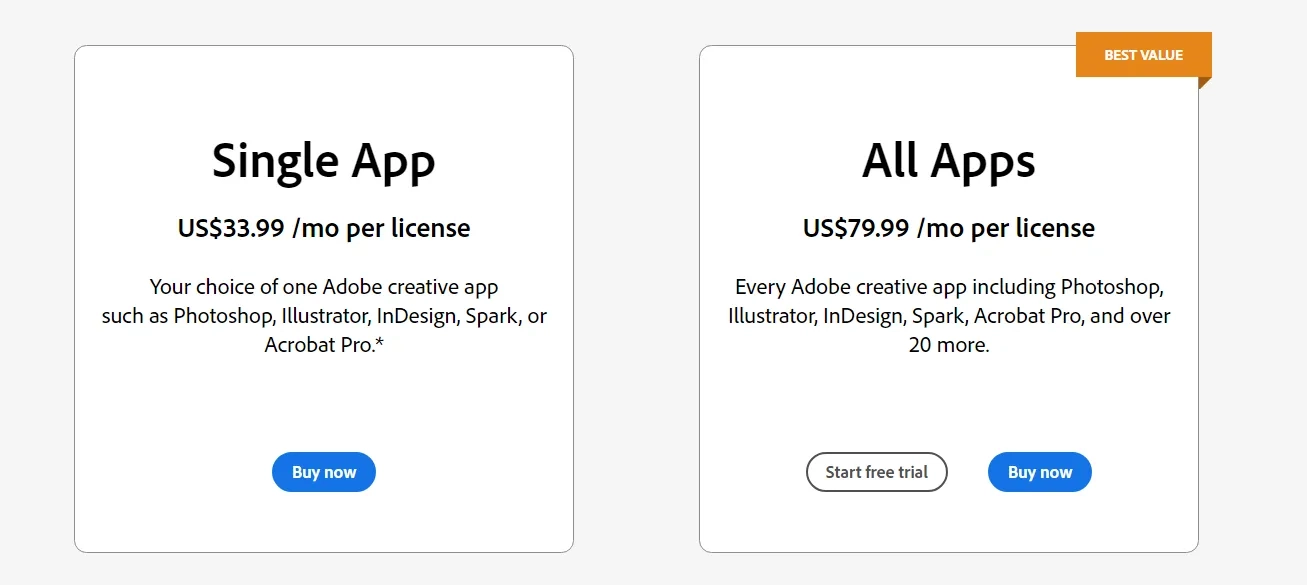 BEST VALUE
Single App
US$33.99 /mo per license
Your choice of one Adobe creative app
such as Photoshop, Illustrator, InDesign, Spark, or
Acrobat Pro.*
Buy now
All Apps
US$79.99 /mo per license
Every Adobe creative app including Photoshop,
Illustrator, InDesign, Spark, Acrobat Pro, and over
20 more.
Start free trial
Buy now